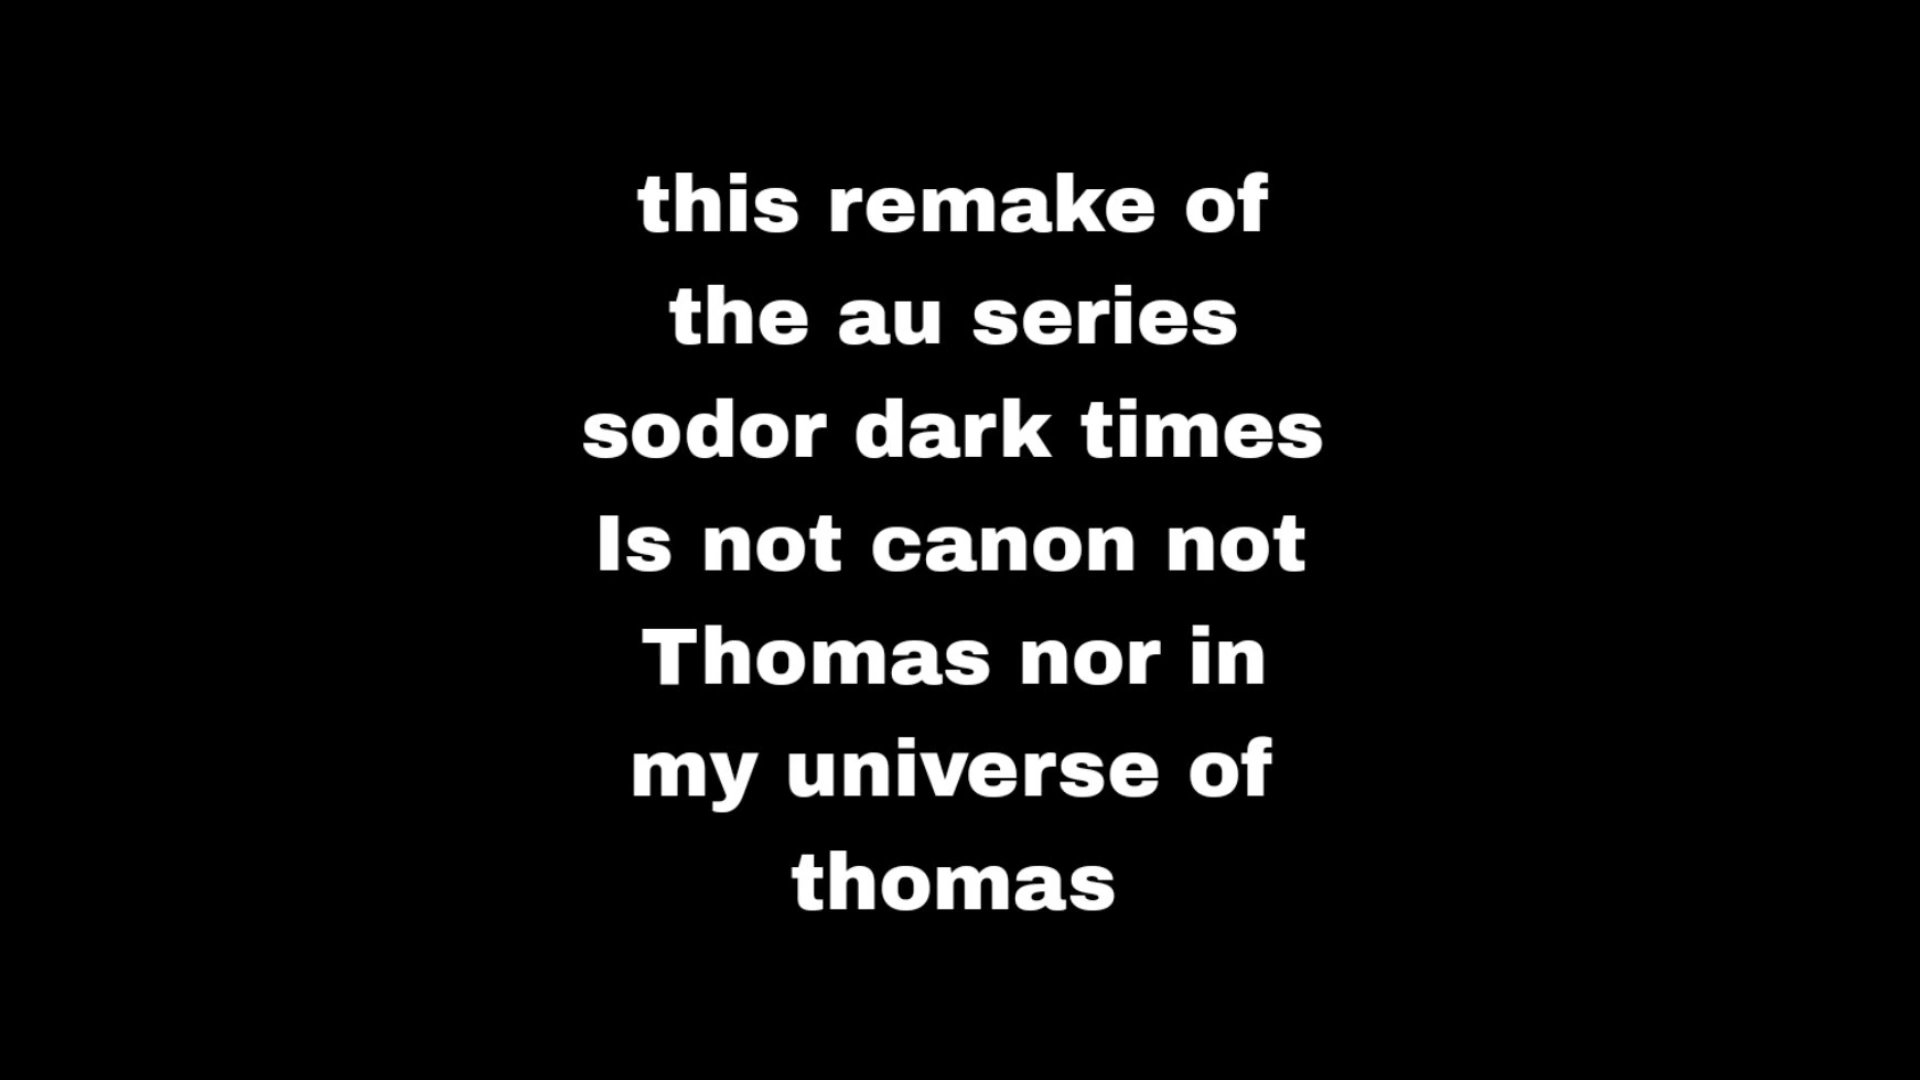 this remake of
the au series
sodor dark times
Is not canon not
Thomas nor in
my universe of
thomas